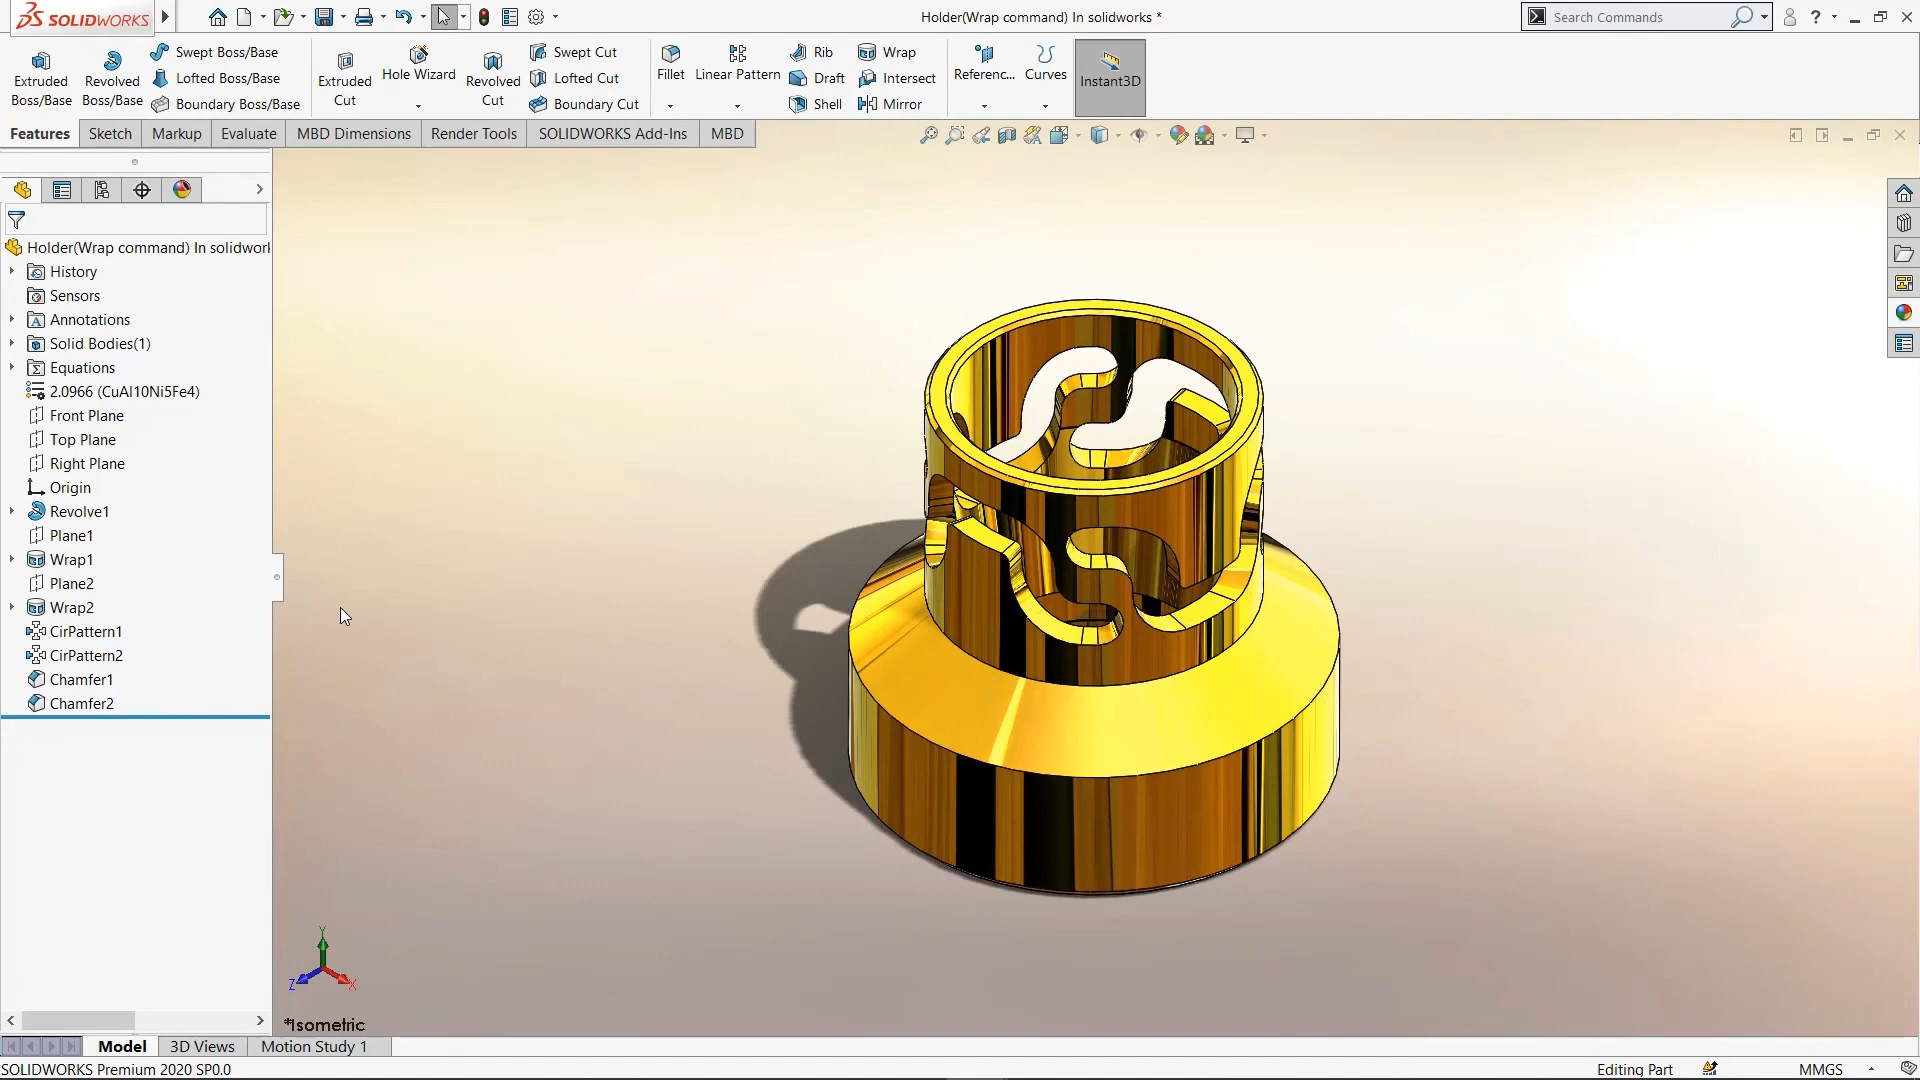 SOLIDWORKS
Holder(Wrap command) In solidworks *
Search Commands
Extruded Boss/Base
Revolved Boss/Base
Swept Boss/Base
Lofted Boss/Base
Boundary Boss/Base
Extruded Cut
Hole Wizard
Revolved Cut
Swept Cut
Lofted Cut
Boundary Cut
Fillet
Linear Pattern
Rib
Draft
Shell
Wrap
Intersect
Mirror
Referenc...
Curves
Instant3D
Features
Sketch
Markup
Evaluate
MBD Dimensions
Render Tools
SOLIDWORKS Add-Ins
MBD
Holder(Wrap command) In solidwork
History
Sensors
Annotations
Solid Bodies(1)
Equations
2.0966 (CuAl10Ni5Fe4)
Front Plane
Top Plane
Right Plane
Origin
Revolve1
Plane1
Wrap1
Plane2
Wrap2
CirPattern1
CirPattern2
Chamfer1
Chamfer2
Y
Z
X
*Isometric
Model
3D Views
Motion Study 1
SOLIDWORKS Premium 2020 SP0.0
Editing Part
MMGS